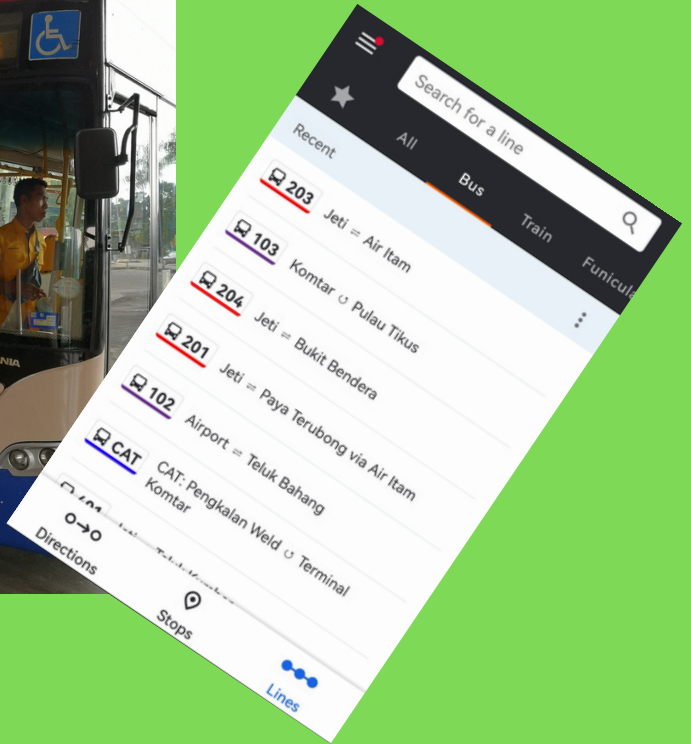 NIA
Search for a line
All
Bus
Train
Recent
203 Jeti ⇌ Air Itam
103 Komtar ↺ Pulau Tikus
204 Jeti ⇌ Bukit Bendera
201 Jeti ⇌ Paya Terubong via Air Itam
102 Airport ⇌ Teluk Bahang
CAT CAT: Pengkalan Weld ↺ Terminal
Komtar
Directions
Stops
Lines